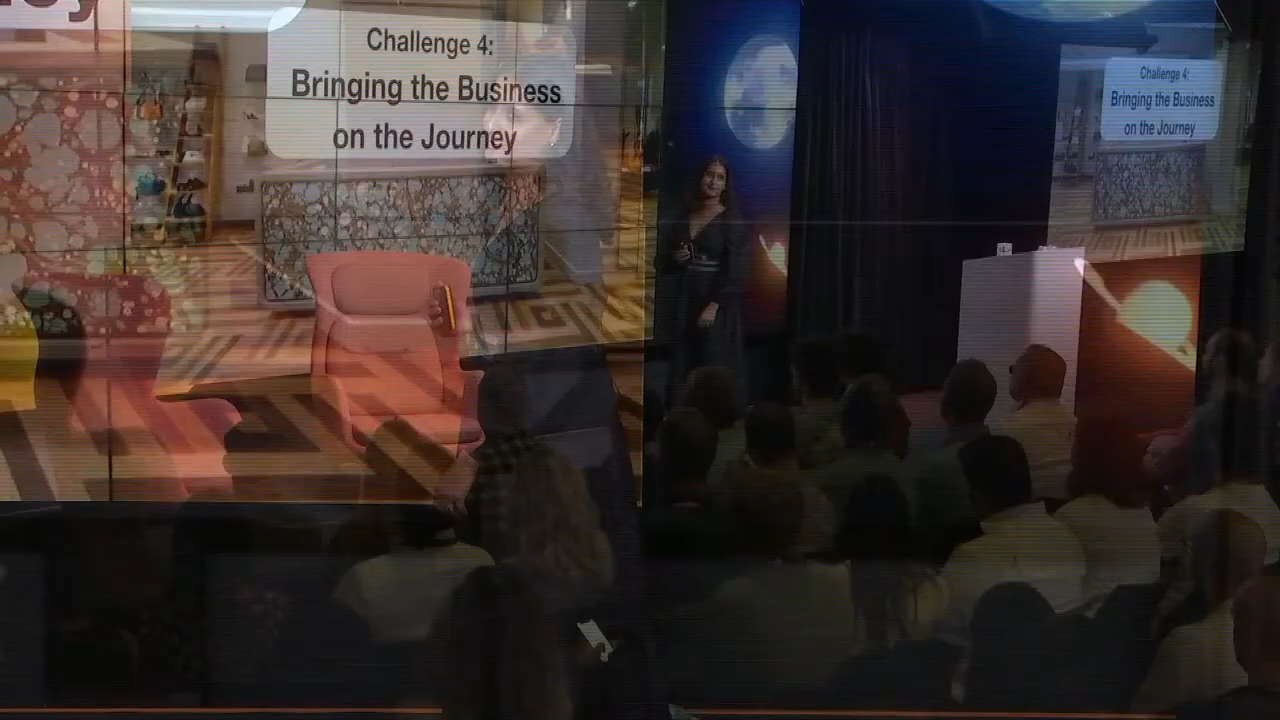 Challenge 4:
Bringing the Business
on the Journey
Challenge 4:
Bringing the Business
on the Journey